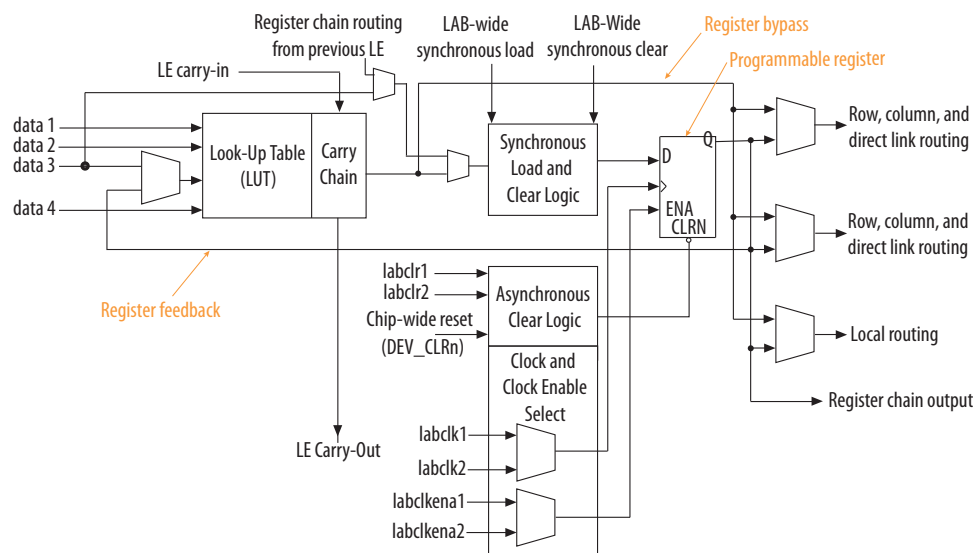 Register chain routing
from previous LE
LAB-wide
synchronous load
LAB-Wide
synchronous clear
Register bypass
Programmable register
LE carry-in
data 1
data 2
data 3
data 4
Look-Up Table
(LUT)
Carry
Chain
Synchronous
Load and
Clear Logic
D
Q
ENA
CLRN
Row, column, and
direct link routing
Row, column, and
direct link routing
Local routing
Register chain output
Register feedback
labclr1
labclr2
Chip-wide reset
(DEV_CLRn)
Asynchronous
Clear Logic
Clock and
Clock Enable
Select
LE Carry-Out
labclk1
labclk2
labclkena1
labclkena2